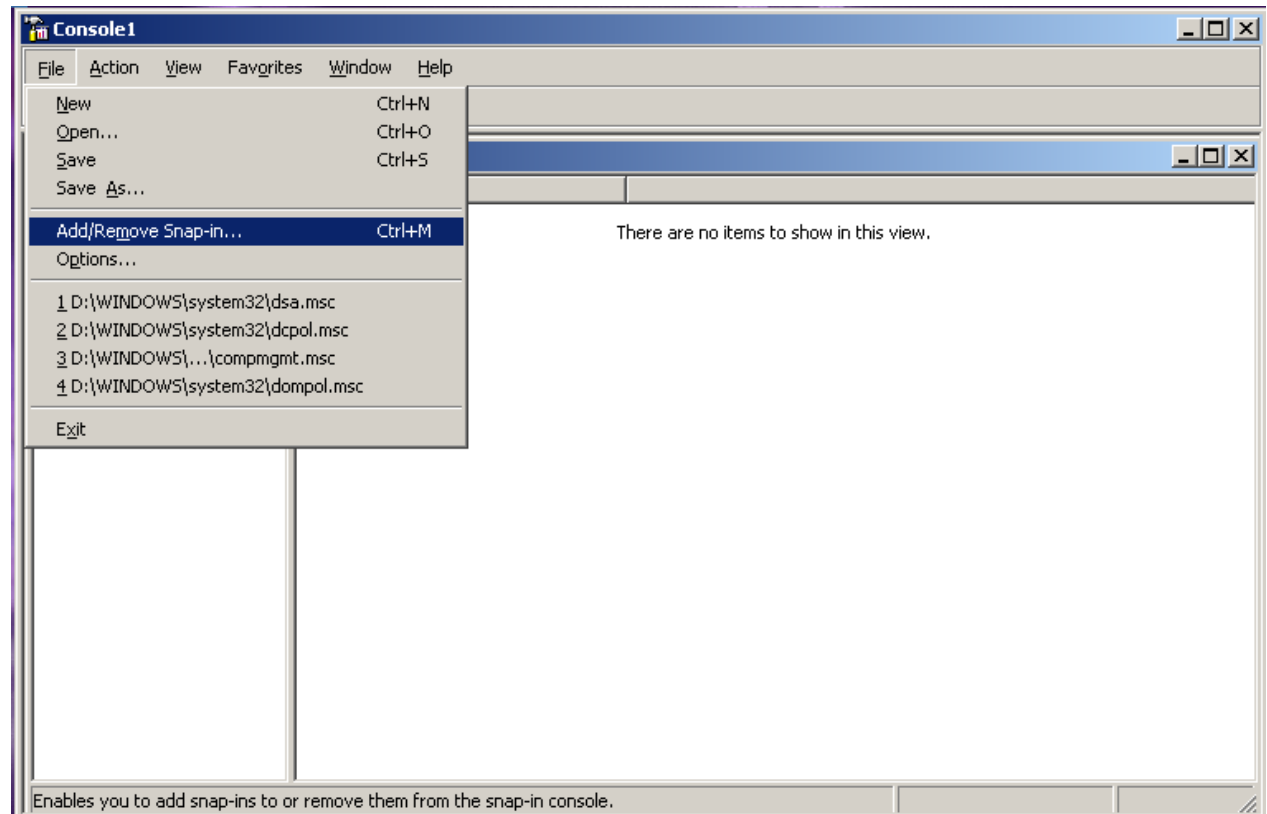 Console1
File Action View Favorites Window Help
New Ctrl+N
Open... Ctrl+O
Save Ctrl+S
Save As...
Add/Remove Snap-in... Ctrl+M
Options...
1 D:\WINDOWS\system32\dsa.msc
2 D:\WINDOWS\system32\dcpol.msc
3 D:\WINDOWS\...\compmgmt.msc
4 D:\WINDOWS\system32\dompol.msc
Exit
There are no items to show in this view.
Enables you to add snap-ins to or remove them from the snap-in console.